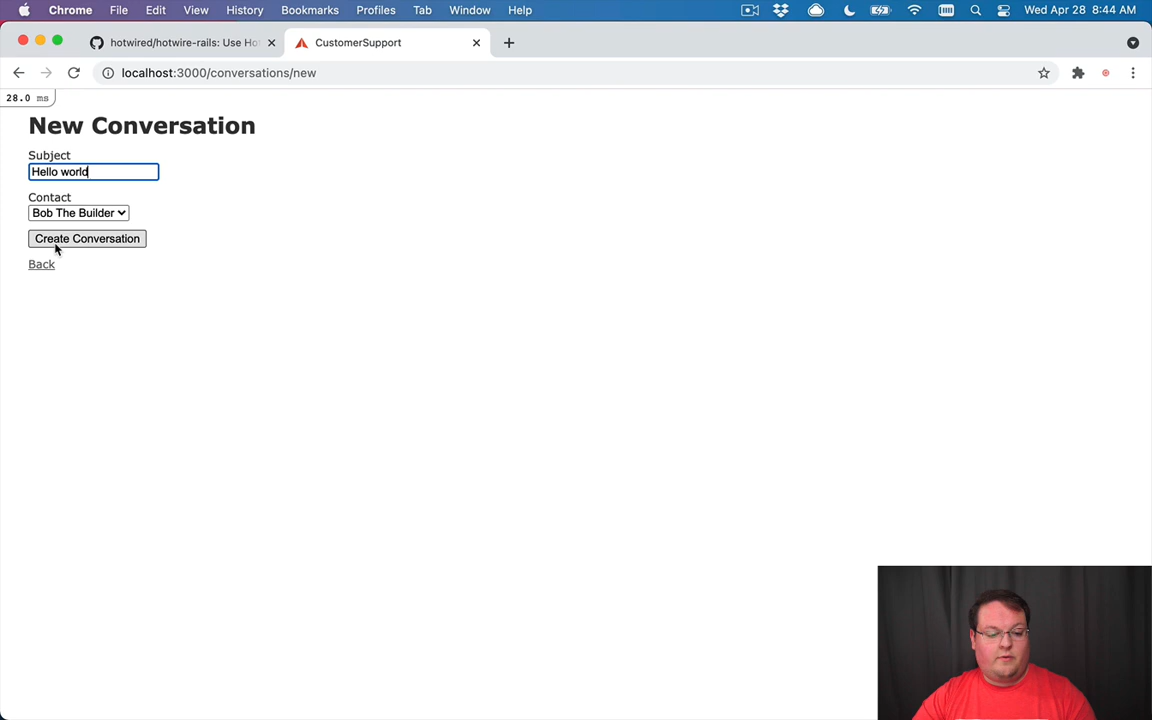 Chrome File Edit View History Bookmarks Profiles Tab Window Help Wed Apr 28 8:44 AM
hotwired/hotwire-rails: Use Hot CustomerSupport
localhost:3000/conversations/new
28.0 ms
New Conversation
Subject
Hello world
Contact
Bob The Builder
Create Conversation
Back